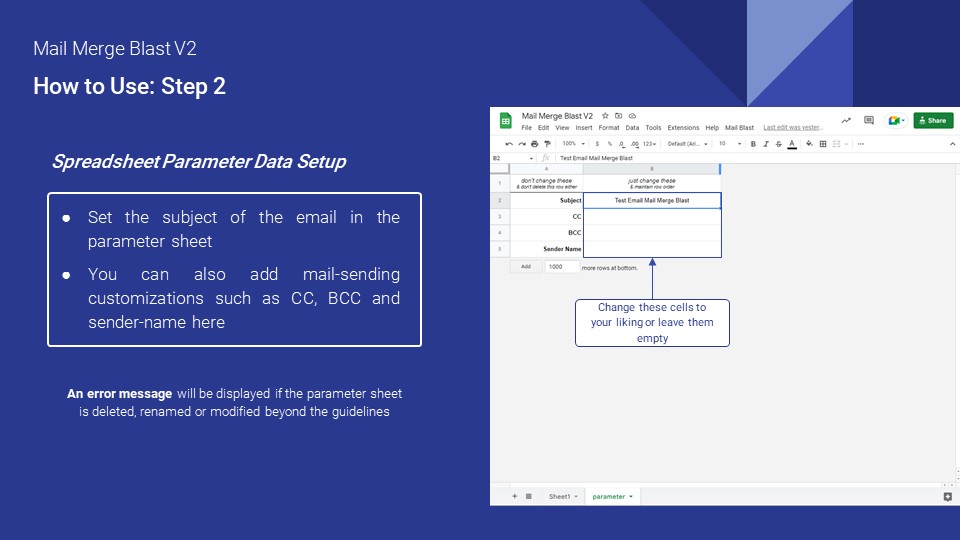 Mail Merge Blast V2
How to Use: Step 2
Spreadsheet Parameter Data Setup
● Set the subject of the email in the
parameter sheet
● You can also add mail-sending
customizations such as CC, BCC and
sender-name here
An error message will be displayed if the parameter sheet
is deleted, renamed or modified beyond the guidelines
Mail Merge Blast V2
File Edit View Insert Format Data Tools Extensions Help Mail Blast Last edit was yester...
Share
100% $ % .0 .00 123 Default (Ari... 10 B I S A
B2 fx Test Email Mail Merge Blast
A B
1 don't change these just change these
& don't delete this row either & maintain row order
2 Subject Test Email Mail Merge Blast
3 CC
4 BCC
5 Sender Name
Add 1000 more rows at bottom.
Change these cells to
your liking or leave them
empty
Sheet1 parameter